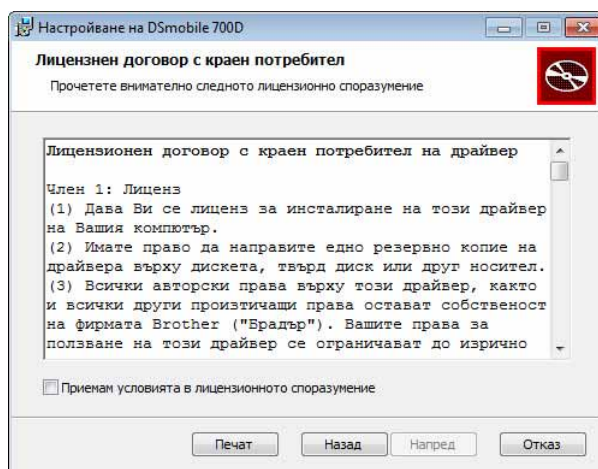 Настройване на DSmobile 700D
Лицензнен договор с краен потребител
Прочетете внимателно следното лицензионно споразумение
Лицензионен договор с краен потребител на драйвер
Член 1: Лиценз
(1) Дава Ви се лиценз за инсталиране на този драйвер
на Вашия компютър.
(2) Имате право да направите едно резервно копие на
драйвера върху дискета, твърд диск или друг носител.
(3) Всички авторски права върху този драйвер, както
и всички други произтичащи права остават собственост
на фирмата Brother ("Брадър"). Вашите права за
ползване на този драйвер се ограничават до изрично
Приемам условията в лицензионното споразумение
Печат
Назад
Напред
Отказ